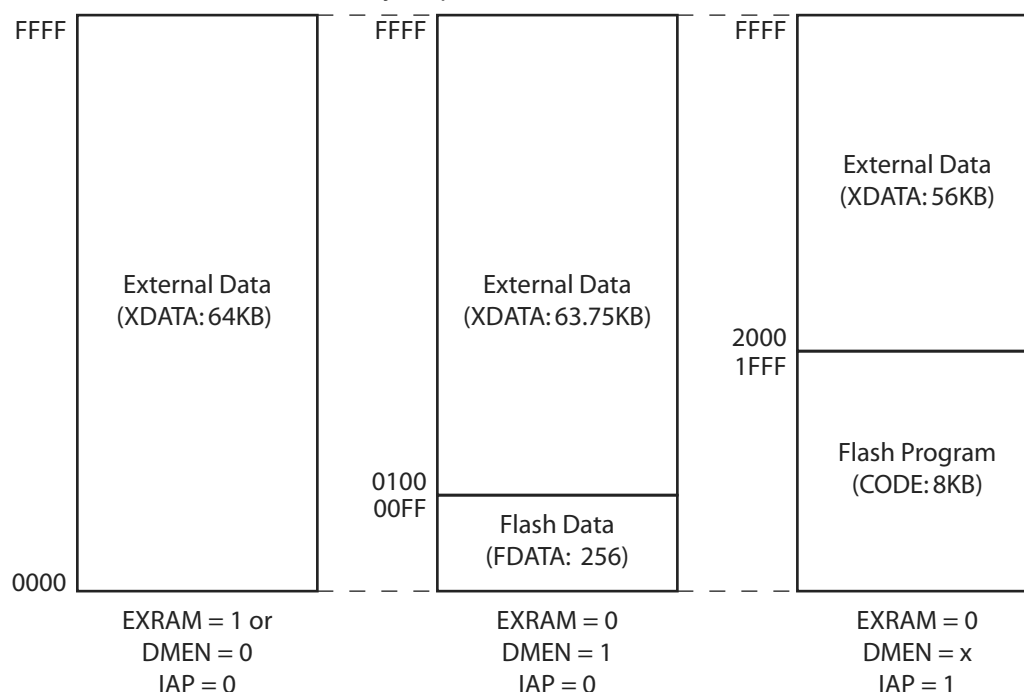 FFFF
External Data
(XDATA: 64KB)
0000
EXRAM = 1 or
DMEN = 0
IAP = 0
FFFF
External Data
(XDATA: 63.75KB)
0100
00FF
Flash Data
(FDATA: 256)
EXRAM = 0
DMEN = 1
IAP = 0
FFFF
External Data
(XDATA: 56KB)
2000
1FFF
Flash Program
(CODE: 8KB)
EXRAM = 0
DMEN = x
IAP = 1